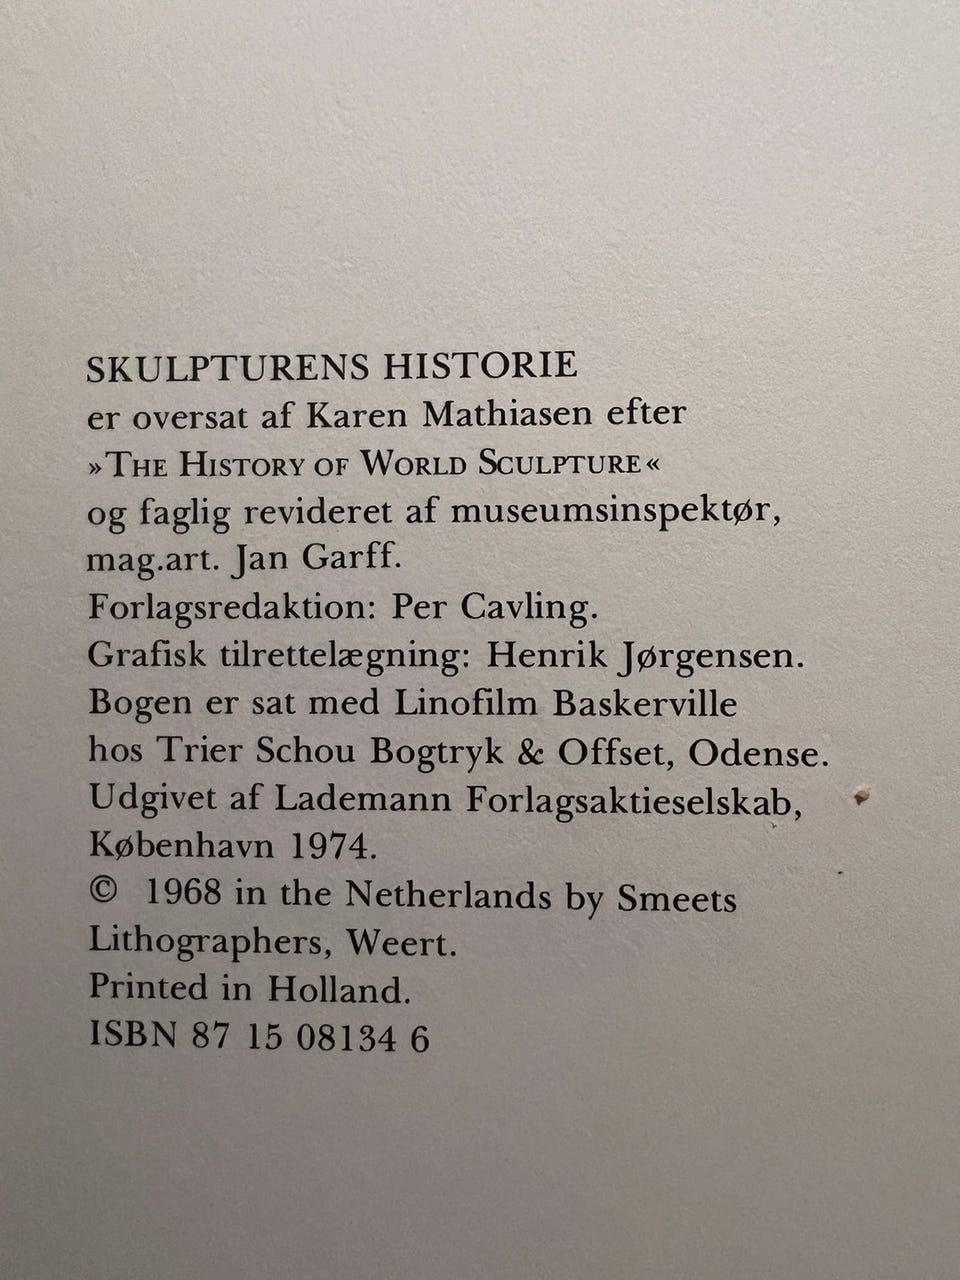 SKULPTURENS HISTORIE
er oversat af Karen Mathiasen efter
»THE HISTORY OF WORLD SCULPTURE«
og faglig revideret af museumsinspektør,
mag.art. Jan Garff.
Forlagsredaktion: Per Cavling.
Grafisk tilrettelægning: Henrik Jørgensen.
Bogen er sat med Linofilm Baskerville
hos Trier Schou Bogtryk & Offset, Odense.
Udgivet af Lademann Forlagsaktieselskab,
København 1974.
© 1968 in the Netherlands by Smeets
Lithographers, Weert.
Printed in Holland.
ISBN 87 15 08134 6